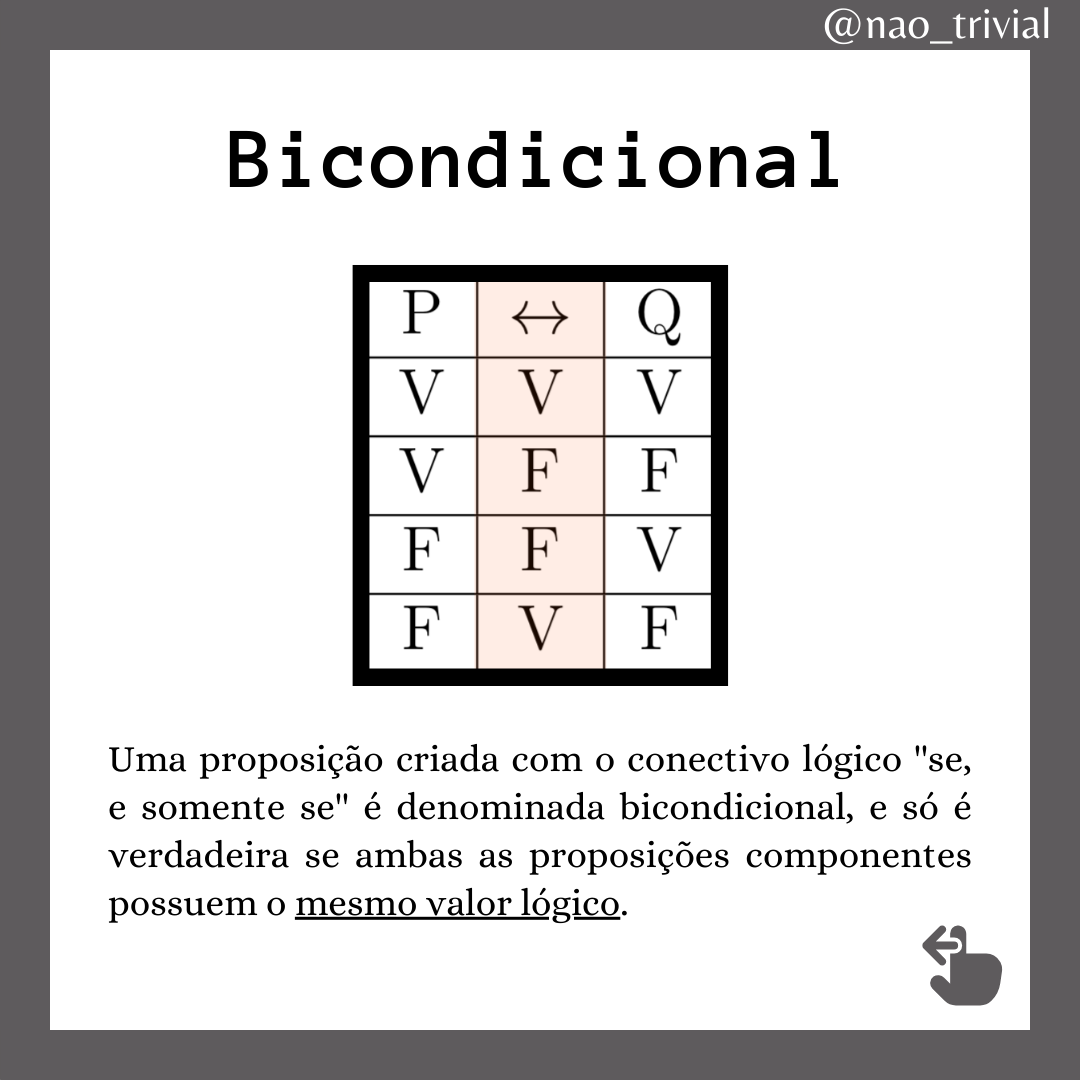 @nao_trivial
Bicondicional
P ↔ Q
V V V
V F F
F F V
F V F
Uma proposição criada com o conectivo lógico "se,
e somente se" é denominada bicondicional, e só é
verdadeira se ambas as proposições componentes
possuem o mesmo valor lógico.